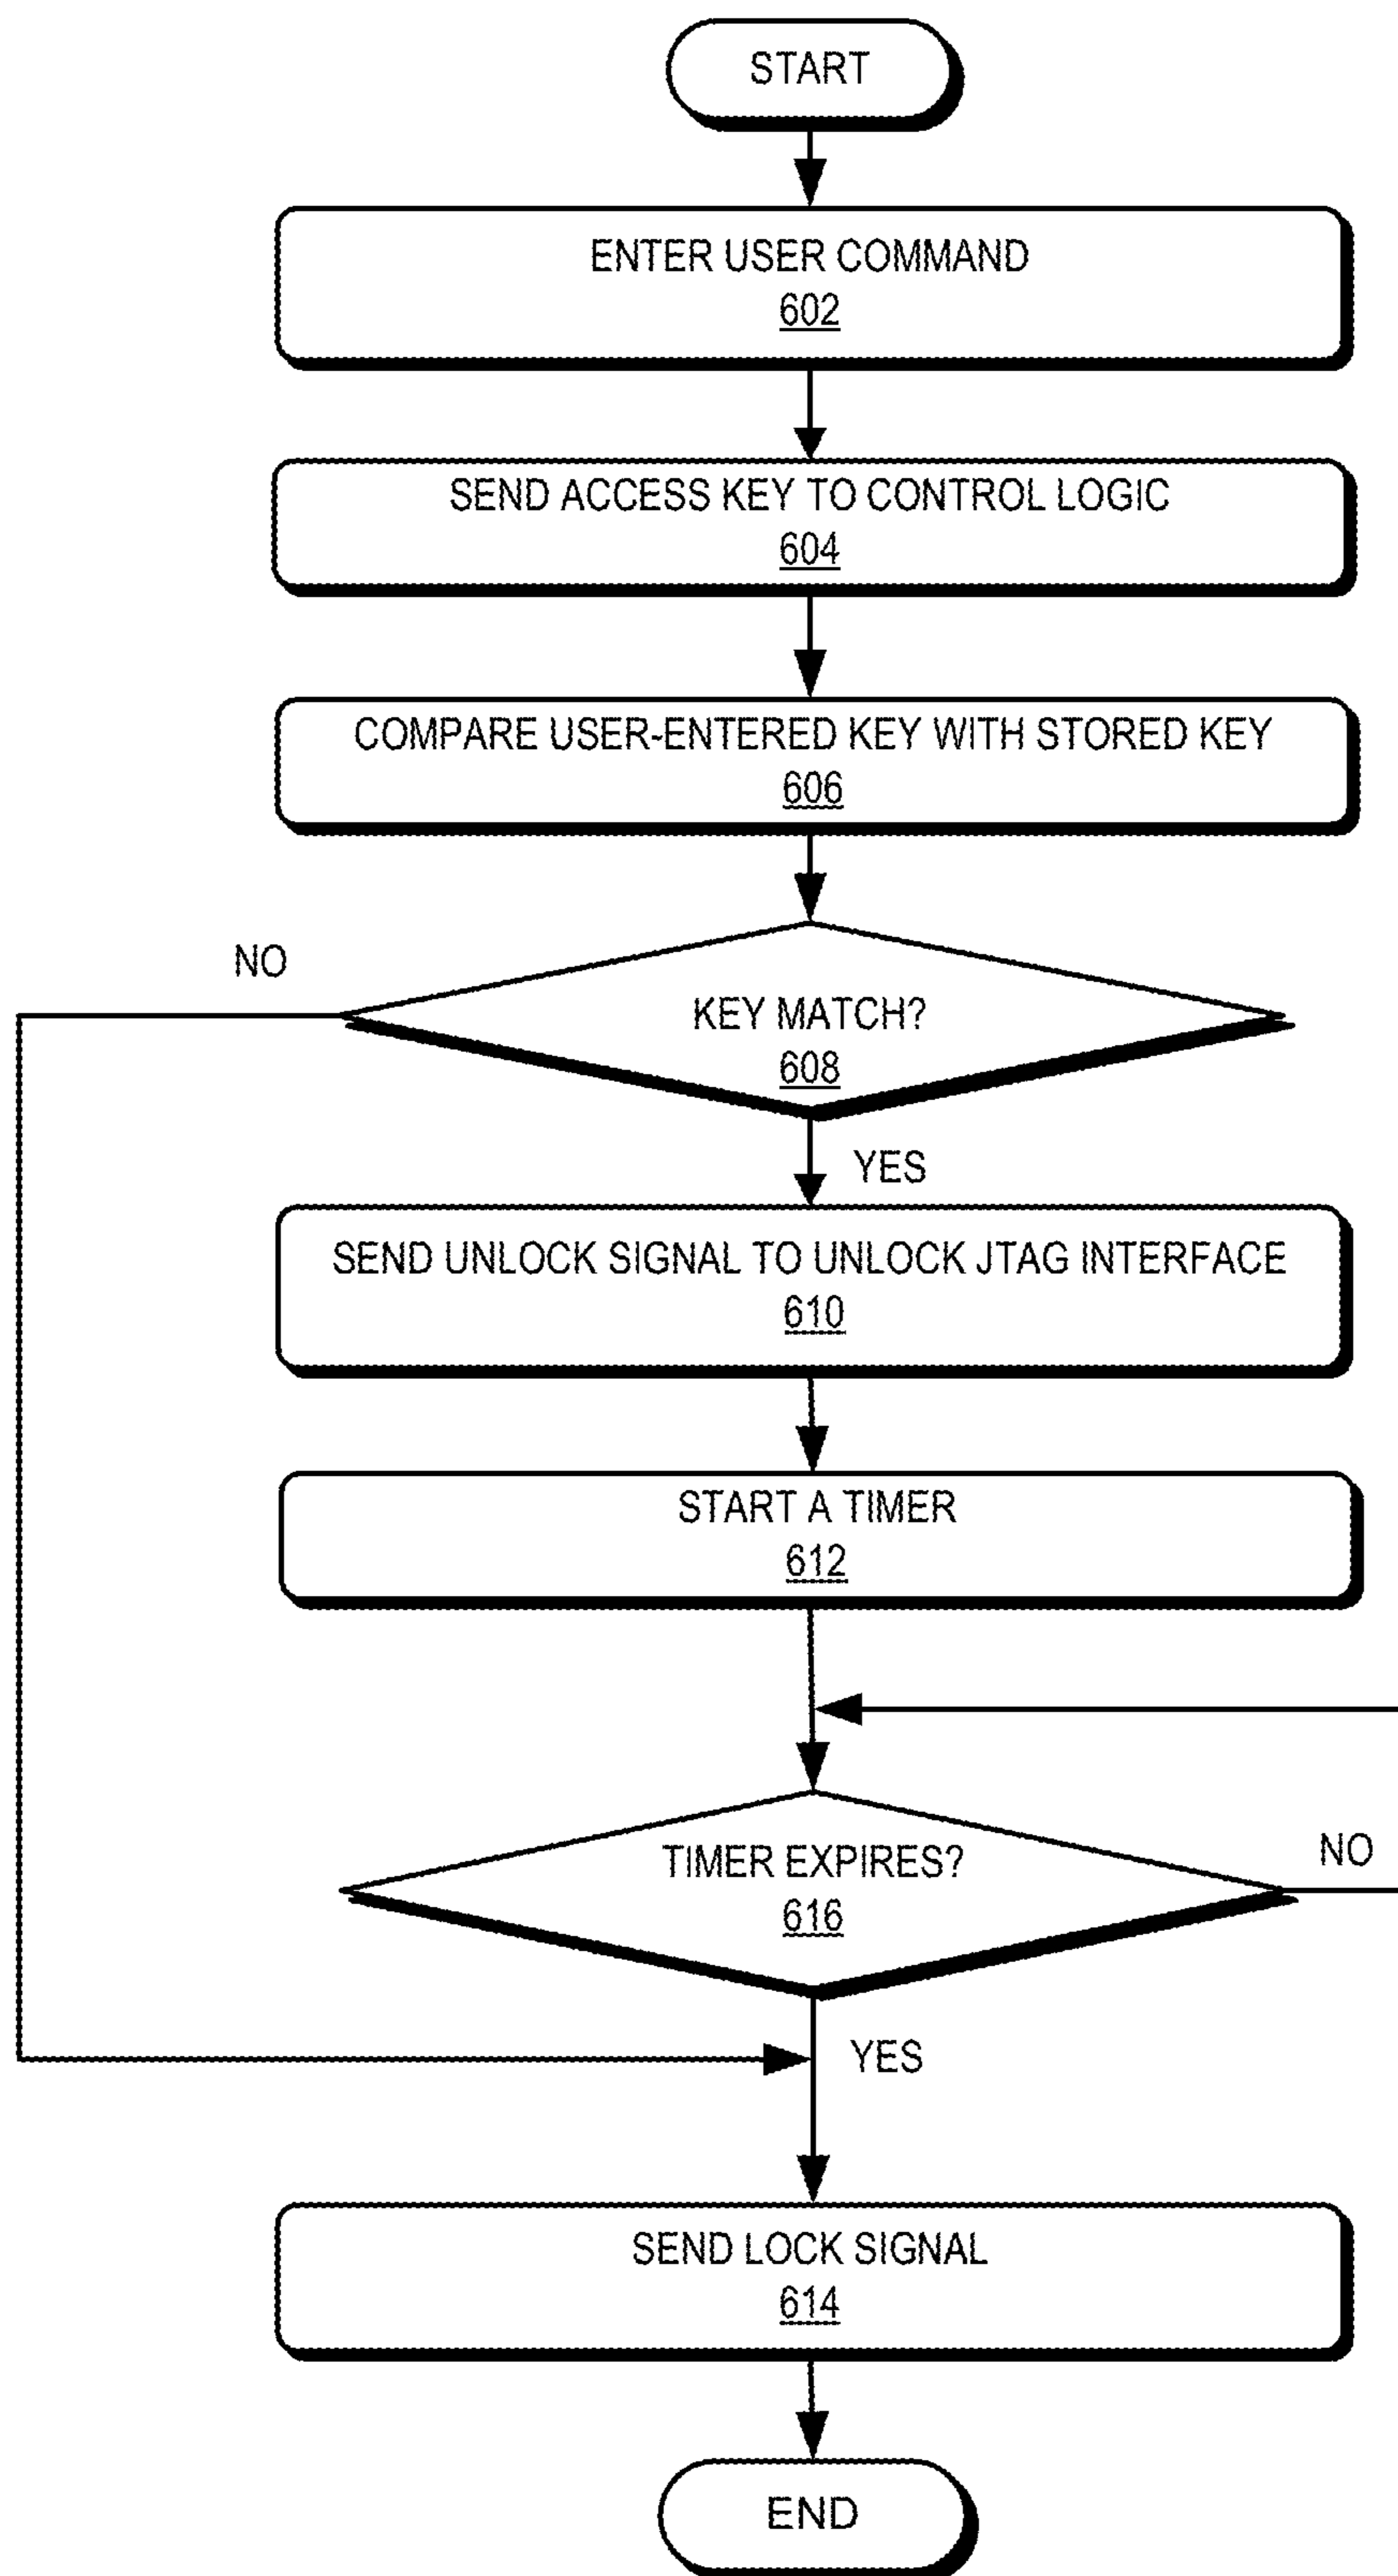 START
ENTER USER COMMAND
602
SEND ACCESS KEY TO CONTROL LOGIC
604
COMPARE USER-ENTERED KEY WITH STORED KEY
606
NO
KEY MATCH?
608
YES
SEND UNLOCK SIGNAL TO UNLOCK JTAG INTERFACE
610
START A TIMER
612
TIMER EXPIRES?
616
NO
YES
SEND LOCK SIGNAL
614
END